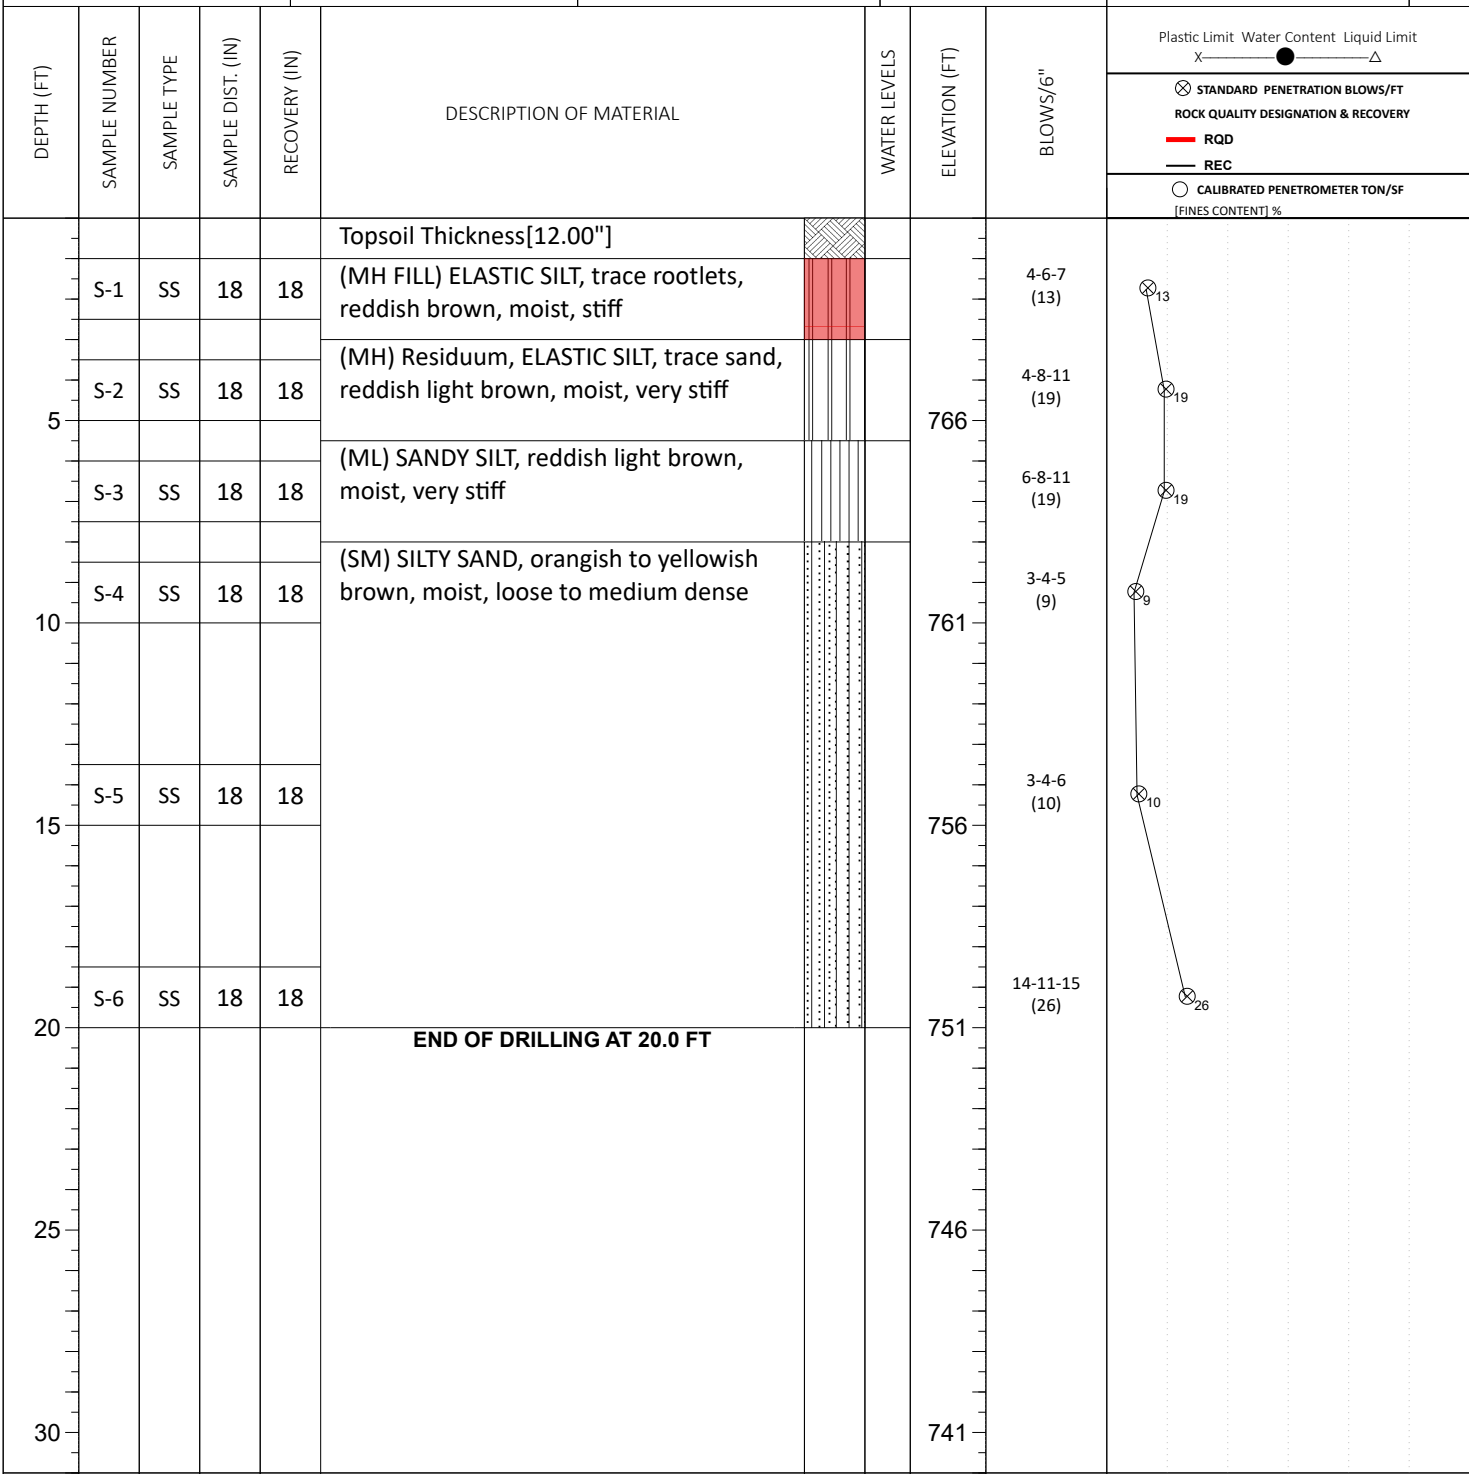 DEPTH (FT)
SAMPLE NUMBER
SAMPLE TYPE
SAMPLE DIST. (IN)
RECOVERY (IN)
DESCRIPTION OF MATERIAL
WATER LEVELS
ELEVATION (FT)
BLOWS/6"
Plastic Limit Water Content Liquid Limit
X
STANDARD PENETRATION BLOWS/FT
ROCK QUALITY DESIGNATION & RECOVERY
RQD
REC
CALIBRATED PENETROMETER TON/SF
[FINES CONTENT] %
Topsoil Thickness[12.00"]
S-1 SS 18 18
(MH FILL) ELASTIC SILT, trace rootlets,
reddish brown, moist, stiff
4-6-7
(13)
13
S-2 SS 18 18
(MH) Residuum, ELASTIC SILT, trace sand,
reddish light brown, moist, very stiff
4-8-11
(19)
19
5 766
S-3 SS 18 18
(ML) SANDY SILT, reddish light brown,
moist, very stiff
6-8-11
(19)
19
S-4 SS 18 18
(SM) SILTY SAND, orangish to yellowish
brown, moist, loose to medium dense
3-4-5
(9)
9
10 761
S-5 SS 18 18
3-4-6
(10)
10
15 756
S-6 SS 18 18
14-11-15
(26)
26
20 751
END OF DRILLING AT 20.0 FT
25 746
30 741